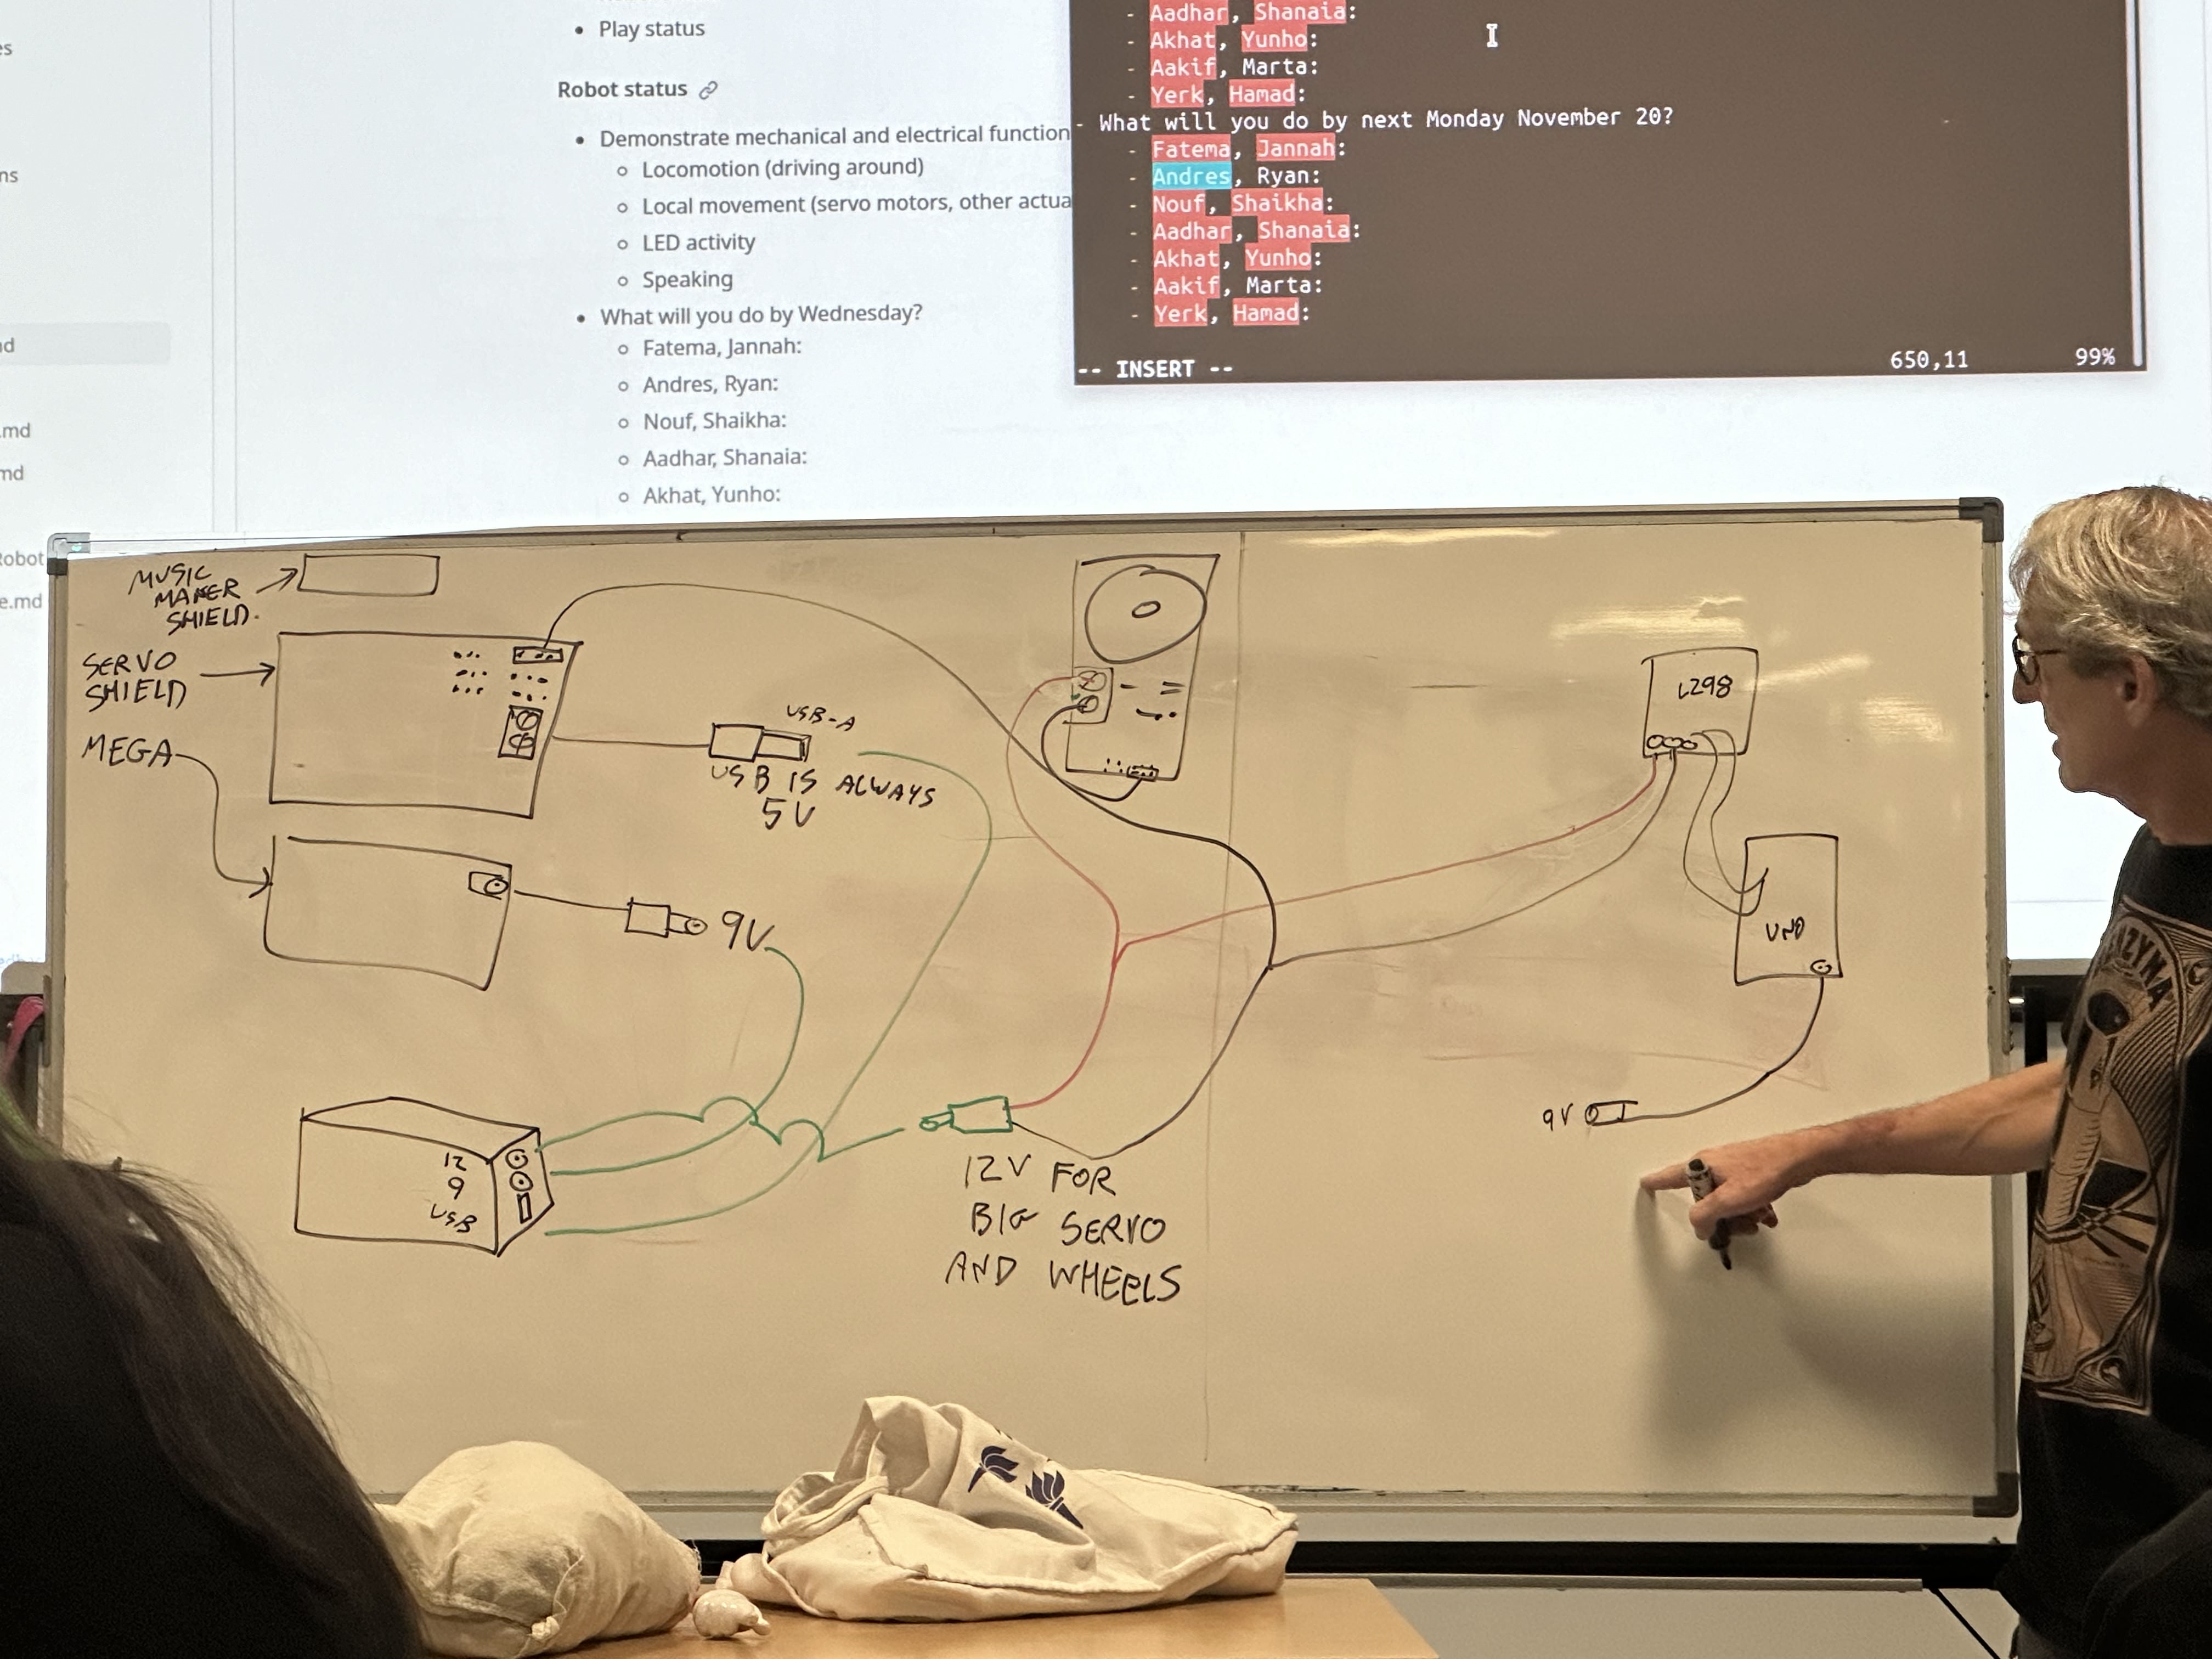 Play status
Robot status
Demonstrate mechanical and electrical function
Locomotion (driving around)
Local movement (servo motors, other actua
LED activity
Speaking
What will you do by Wednesday?
Fatema, Jannah:
Andres, Ryan:
Nouf, Shaikha:
Aadhar, Shanaia:
Akhat, Yunho:
es
ns
nd
.md
md
Robot
e.md
- Aadhar, Shanaia:
- Akhat, Yunho:
- Aakif, Marta:
- Yerk, Hamad:
- What will you do by next Monday November 20?
- Fatema, Jannah:
- Andres, Ryan:
- Nouf, Shaikha:
- Aadhar, Shanaia:
- Akhat, Yunho:
- Aakif, Marta:
- Yerk, Hamad:
-- INSERT --
650,11
99%
MUSIC
MAKER
SHIELD.
SERVO
SHIELD
MEGA
USB-A
USB IS ALWAYS
5V
9V
12
9
USB
12V FOR
BIG SERVO
AND WHEELS
L298
UNO
9V